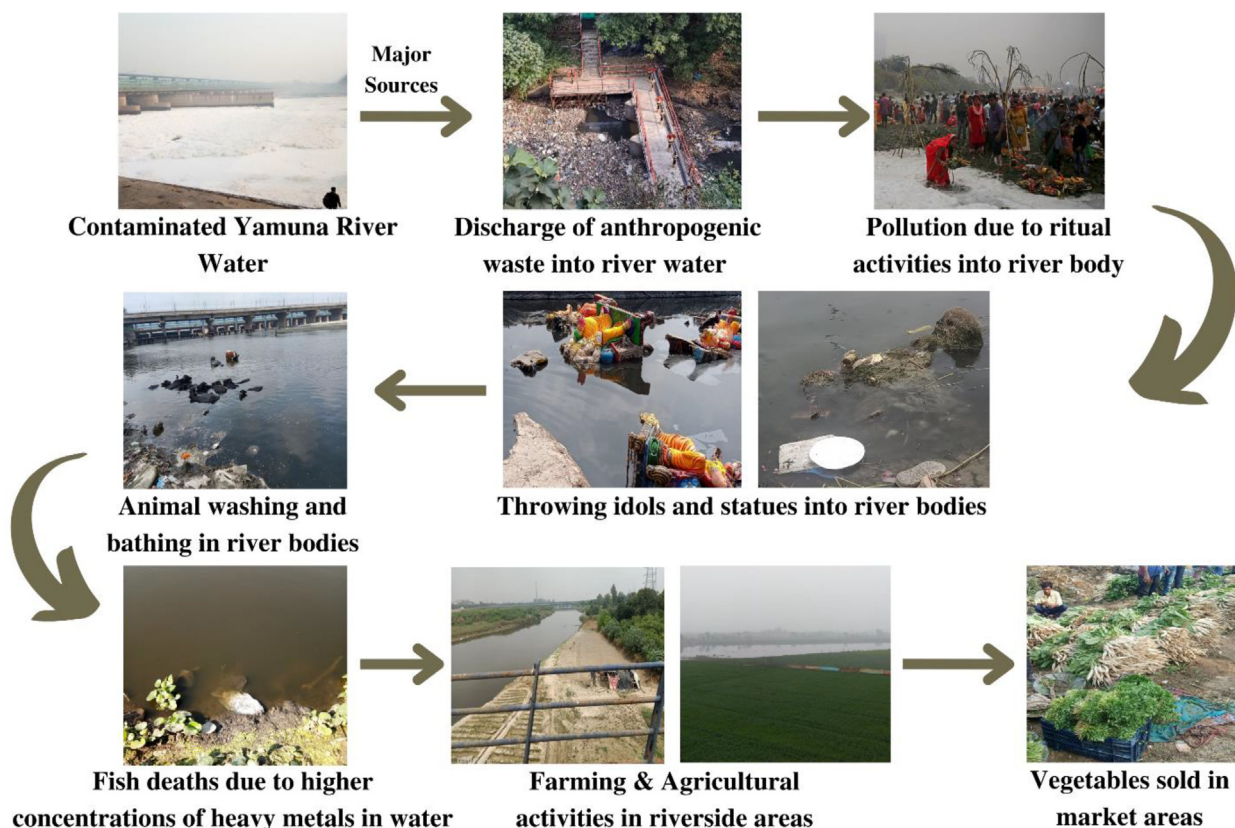 Major
Sources
Contaminated Yamuna River
Water
Discharge of anthropogenic
waste into river water
Pollution due to ritual
activities into river body
Animal washing and
bathing in river bodies
Throwing idols and statues into river bodies
Fish deaths due to higher
concentrations of heavy metals in water
Farming & Agricultural
activities in riverside areas
Vegetables sold in
market areas